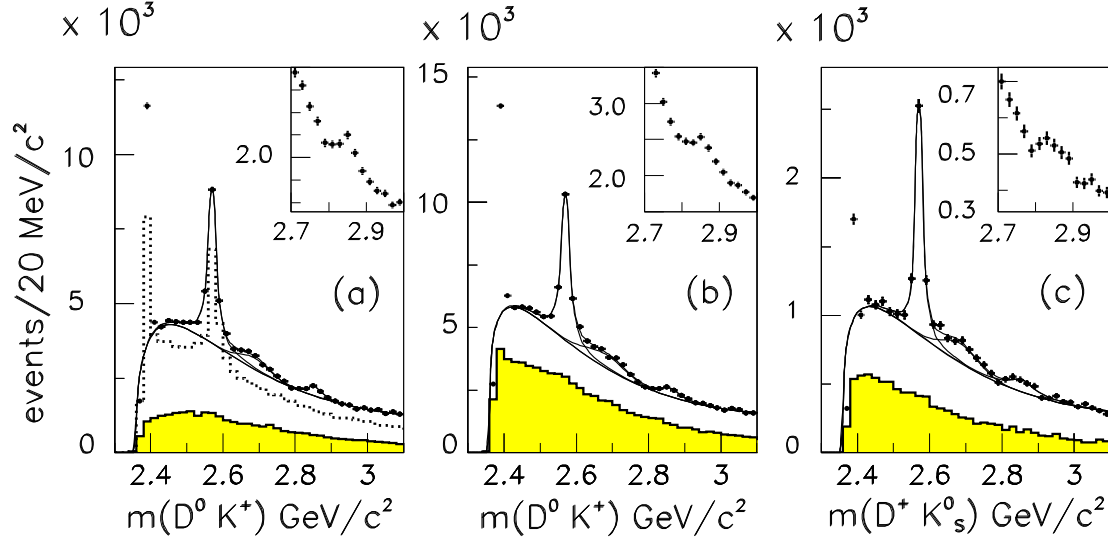 x 10³ x 10³ x 10³
events/20 MeV/c²
10
5
0
2.0
2.7 2.9
(a)
2.4 2.6 2.8 3
m(D⁰ K⁺) GeV/c²
15
10
5
0
3.0
2.0
2.7 2.9
(b)
2.4 2.6 2.8 3
m(D⁰ K⁺) GeV/c²
2
1
0
0.7
0.5
0.3
2.7 2.9
(c)
2.4 2.6 2.8 3
m(D⁺ K⁰ₛ) GeV/c²